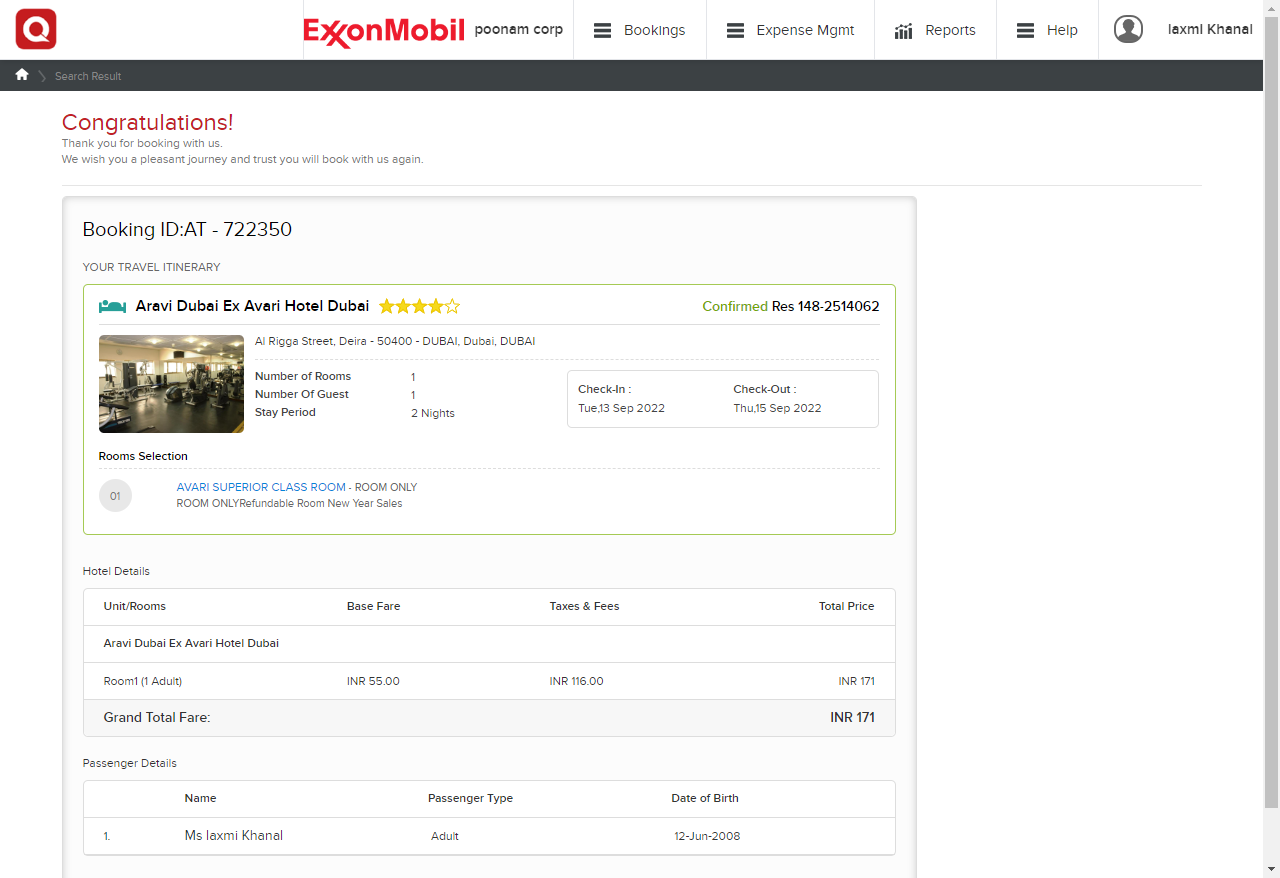 Q ExxonMobil poonam corp Bookings Expense Mgmt Reports Help laxmi Khanal
Search Result
Congratulations!
Thank you for booking with us.
We wish you a pleasant journey and trust you will book with us again.
Booking ID:AT - 722350
YOUR TRAVEL ITINERARY
Aravi Dubai Ex Avari Hotel Dubai Confirmed Res 148-2514062
Al Rigga Street, Deira - 50400 - DUBAI, Dubai, DUBAI
Number of Rooms 1
Number Of Guest 1
Stay Period 2 Nights
Check-In : Check-Out :
Tue,13 Sep 2022 Thu,15 Sep 2022
Rooms Selection
01 AVARI SUPERIOR CLASS ROOM - ROOM ONLY
ROOM ONLYRefundable Room New Year Sales
Hotel Details
Unit/Rooms Base Fare Taxes & Fees Total Price
Aravi Dubai Ex Avari Hotel Dubai
Room1 (1 Adult) INR 55.00 INR 116.00 INR 171
Grand Total Fare: INR 171
Passenger Details
Name Passenger Type Date of Birth
1. Ms laxmi Khanal Adult 12-Jun-2008